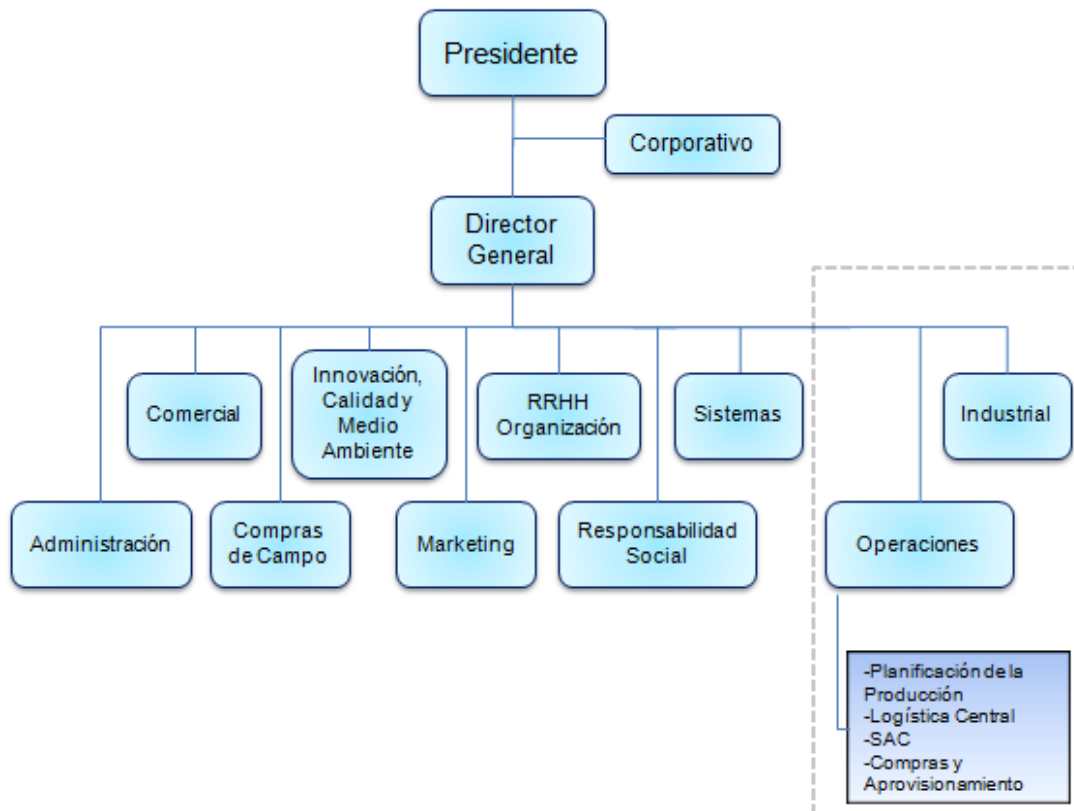 Presidente
Corporativo
Director
General
Comercial
Innovación,
Calidad y
Medio
Ambiente
RRHH
Organización
Sistemas
Industrial
Administración
Compras
de Campo
Marketing
Responsabilidad
Social
Operaciones
-Planificación de la
Producción
-Logística Central
-SAC
-Compras y
Aprovisionamiento